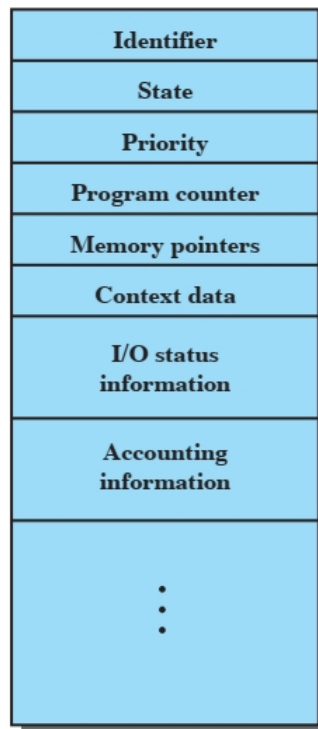 Identifier
State
Priority
Program counter
Memory pointers
Context data
I/O status
information
Accounting
information